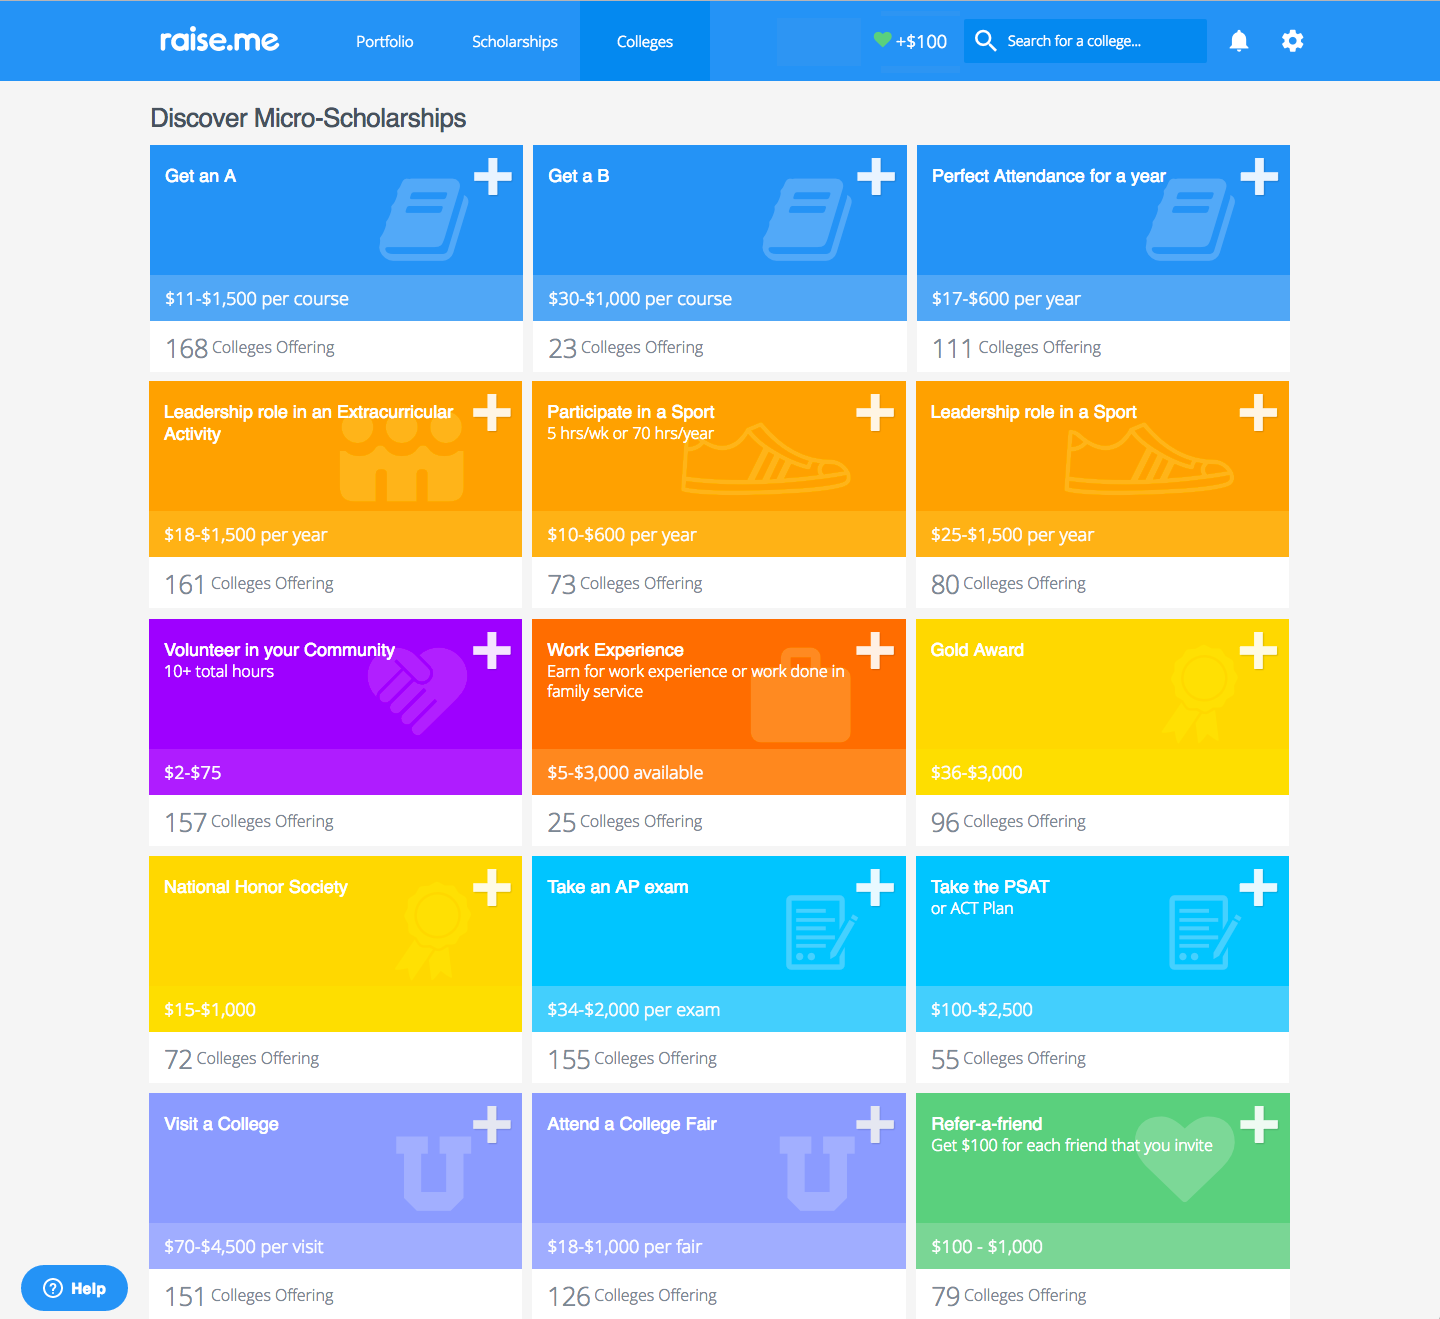 raise.me
Portfolio
Scholarships
Colleges
+$100
Search for a college...
Discover Micro-Scholarships
Get an A
$11-$1,500 per course
168 Colleges Offering
Get a B
$30-$1,000 per course
23 Colleges Offering
Perfect Attendance for a year
$17-$600 per year
111 Colleges Offering
Leadership role in an Extracurricular
Activity
$18-$1,500 per year
161 Colleges Offering
Participate in a Sport
5 hrs/wk or 70 hrs/year
$10-$600 per year
73 Colleges Offering
Leadership role in a Sport
$25-$1,500 per year
80 Colleges Offering
Volunteer in your Community
10+ total hours
$2-$75
157 Colleges Offering
Work Experience
Earn for work experience or work done in
family service
$5-$3,000 available
25 Colleges Offering
Gold Award
$36-$3,000
96 Colleges Offering
National Honor Society
$15-$1,000
72 Colleges Offering
Take an AP exam
$34-$2,000 per exam
155 Colleges Offering
Take the PSAT
or ACT Plan
$100-$2,500
55 Colleges Offering
Visit a College
$70-$4,500 per visit
151 Colleges Offering
Attend a College Fair
$18-$1,000 per fair
126 Colleges Offering
Refer-a-friend
Get $100 for each friend that you invite
$100 - $1,000
79 Colleges Offering
Help